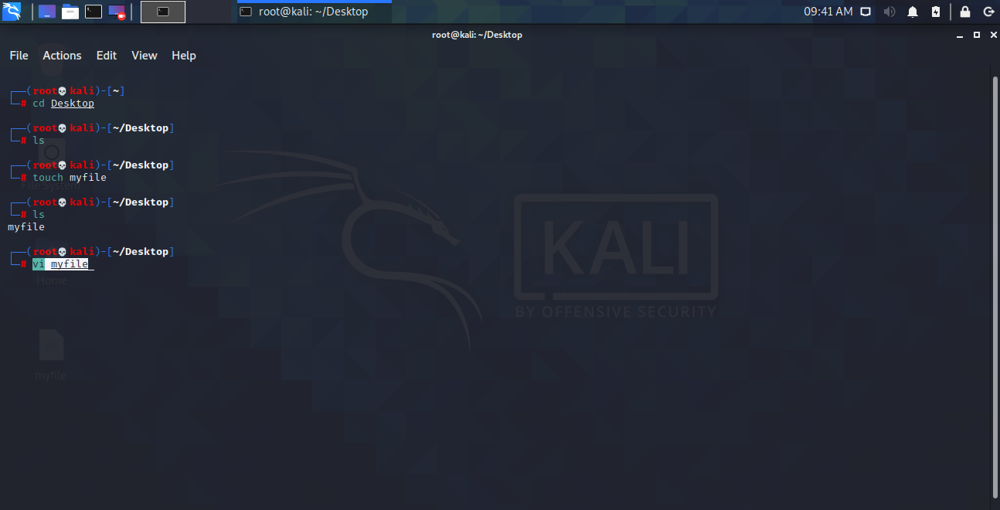 root@kali: ~/Desktop
09:41 AM
root@kali: ~/Desktop
File Actions Edit View Help
┌──(root💀kali)-[~]
└─# cd Desktop
┌──(root💀kali)-[~/Desktop]
└─# ls
┌──(root💀kali)-[~/Desktop]
└─# touch myfile
File System
┌──(root💀kali)-[~/Desktop]
└─# ls
myfile
┌──(root💀kali)-[~/Desktop]
└─# vi myfile
Home
KALI
BY OFFENSIVE SECURITY
myfile